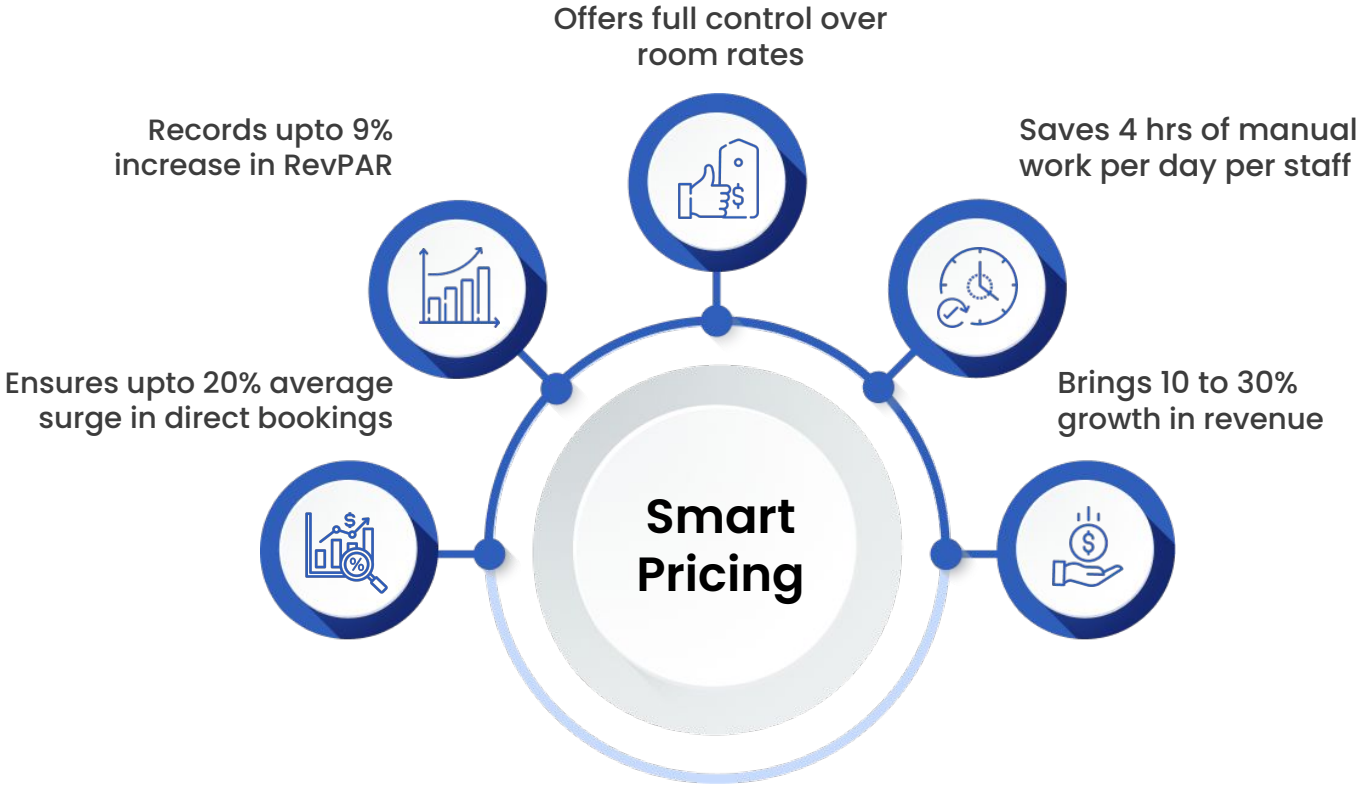 Offers full control over
room rates
Records upto 9%
increase in RevPAR
Saves 4 hrs of manual
work per day per staff
Ensures upto 20% average
surge in direct bookings
Brings 10 to 30%
growth in revenue
Smart
Pricing
$
$
%
$